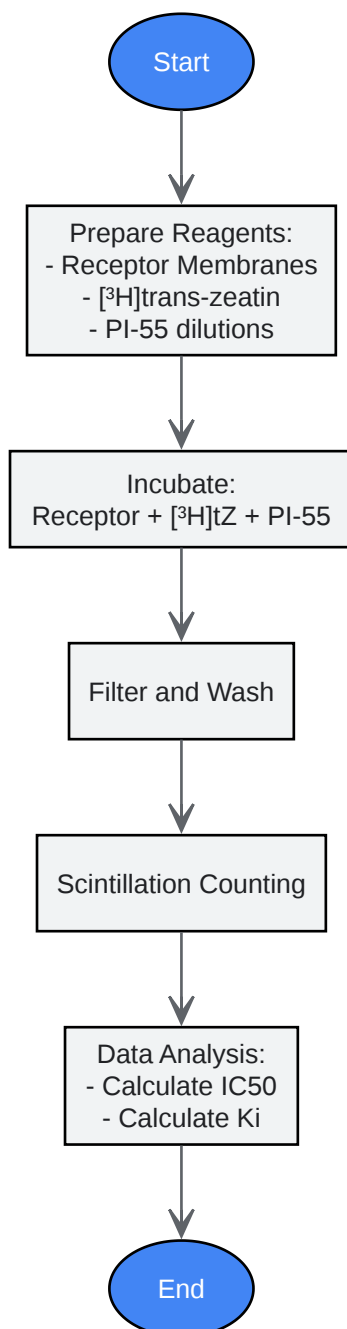 Start
Prepare Reagents:
- Receptor Membranes
- [³H]trans-zeatin
- PI-55 dilutions
Incubate:
Receptor + [³H]tZ + PI-55
Filter and Wash
Scintillation Counting
Data Analysis:
- Calculate IC50
- Calculate Ki
End